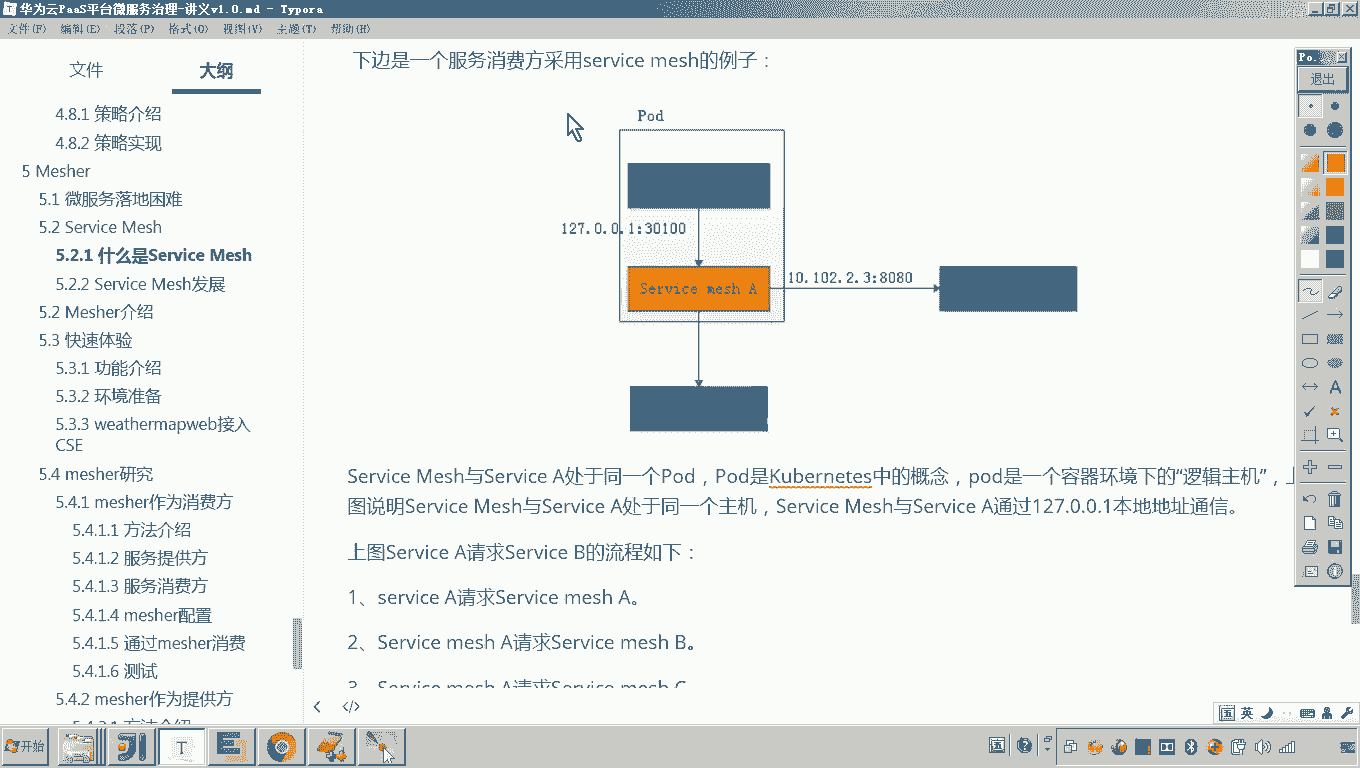 华为云PaaS平台微服务治理-讲义v1.0.md - Typora
文件(F) 编辑(E) 段落(P) 格式(O) 视图(V) 主题(T) 帮助(H)
文件 大纲
4.8.1 策略介绍
4.8.2 策略实现
5 Mesher
5.1 微服务落地困难
5.2 Service Mesh
5.2.1 什么是Service Mesh
5.2.2 Service Mesh发展
5.2 Mesher介绍
5.3 快速体验
5.3.1 功能介绍
5.3.2 环境准备
5.3.3 weathermapweb接入
CSE
5.4 mesher研究
5.4.1 mesher作为消费方
5.4.1.1 方法介绍
5.4.1.2 服务提供方
5.4.1.3 服务消费方
5.4.1.4 mesher配置
5.4.1.5 通过mesher消费
5.4.1.6 测试
5.4.2 mesher作为提供方
5.4.2.1 方法介绍
下边是一个服务消费方采用service mesh的例子：
Pod
127.0.0.1:30100
Service mesh A
10.102.2.3:8080
Service Mesh与Service A处于同一个Pod，Pod是Kubernetes中的概念，pod是一个容器环境下的“逻辑主机”，上
图说明Service Mesh与Service A处于同一个主机，Service Mesh与Service A通过127.0.0.1本地地址通信。
上图Service A请求Service B的流程如下：
1、service A请求Service mesh A。
2、Service mesh A请求Service mesh B。
3、Service mesh A请求Service mesh C
Po.
退出
A
国 英
开始
T
国